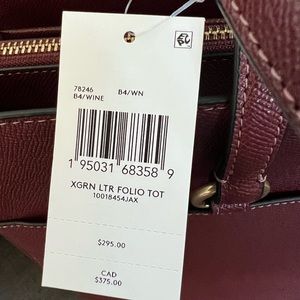 78246 B4/WN
B4/WINE
1 95031 68358 9
XGRN LTR FOLIO TOT
10018454JAX
$295.00
CAD
$375.00